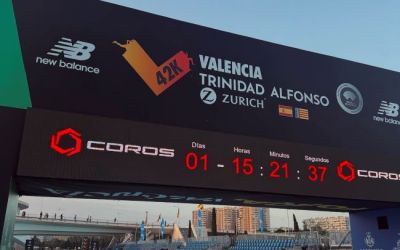 new balance
42K
VALENCIA
TRINIDAD ALFONSO
ZURICH
new balance
COROS
Días Horas Minutos Segundos
01 - 15 : 21 : 37
COROS